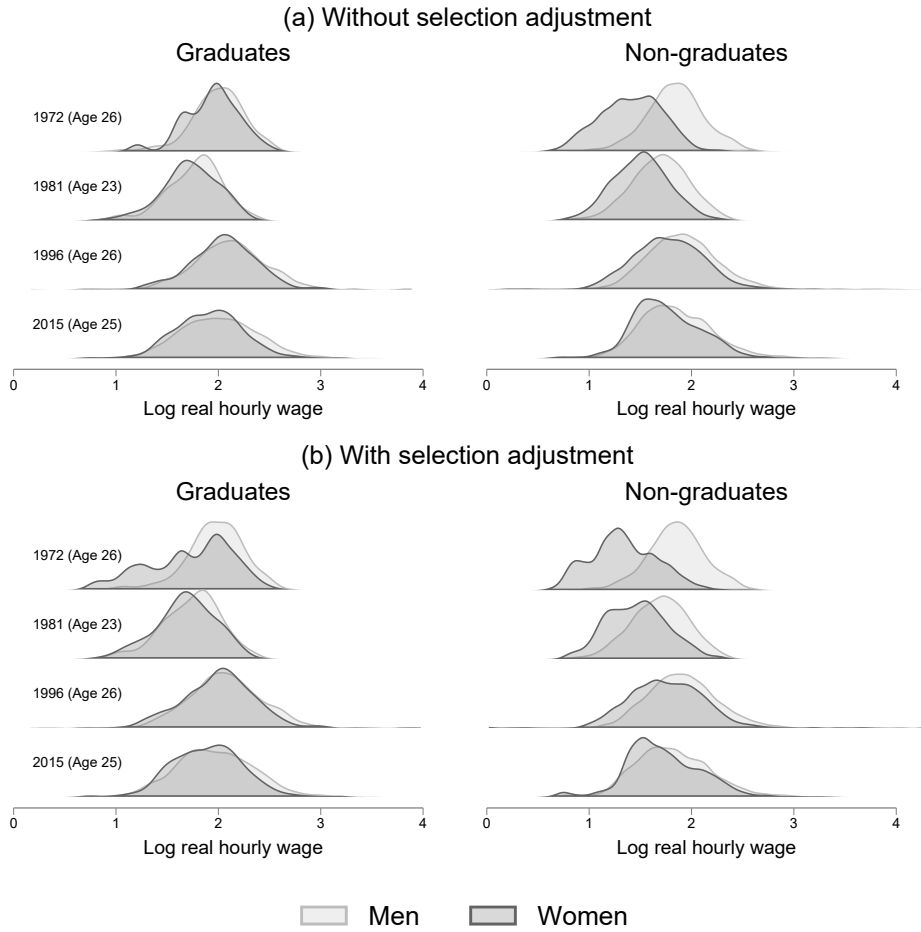 (a) Without selection adjustment
Graduates
Non-graduates
1972 (Age 26)
1981 (Age 23)
1996 (Age 26)
2015 (Age 25)
0 1 2 3 4
0 1 2 3 4
Log real hourly wage
Log real hourly wage
(b) With selection adjustment
Graduates
Non-graduates
1972 (Age 26)
1981 (Age 23)
1996 (Age 26)
2015 (Age 25)
0 1 2 3 4
0 1 2 3 4
Log real hourly wage
Log real hourly wage
Men
Women